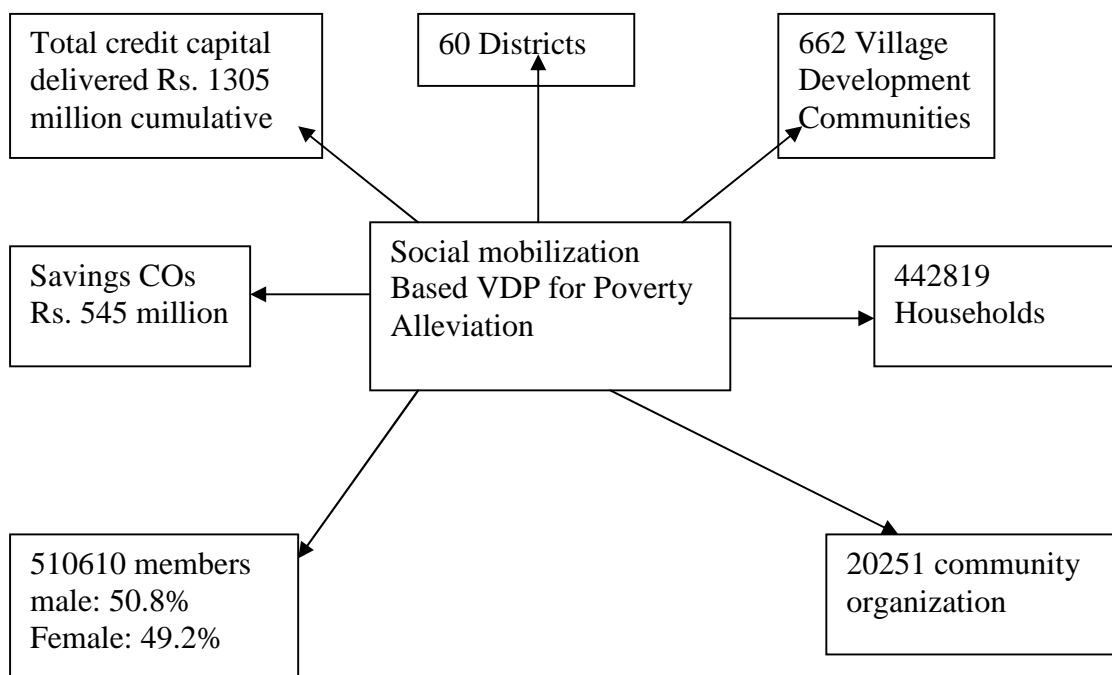 Total credit capital
delivered Rs. 1305
million cumulative
60 Districts
662 Village
Development
Communities
Social mobilization
Based VDP for Poverty
Alleviation
Savings COs
Rs. 545 million
442819
Households
510610 members
male: 50.8%
Female: 49.2%
20251 community
organization